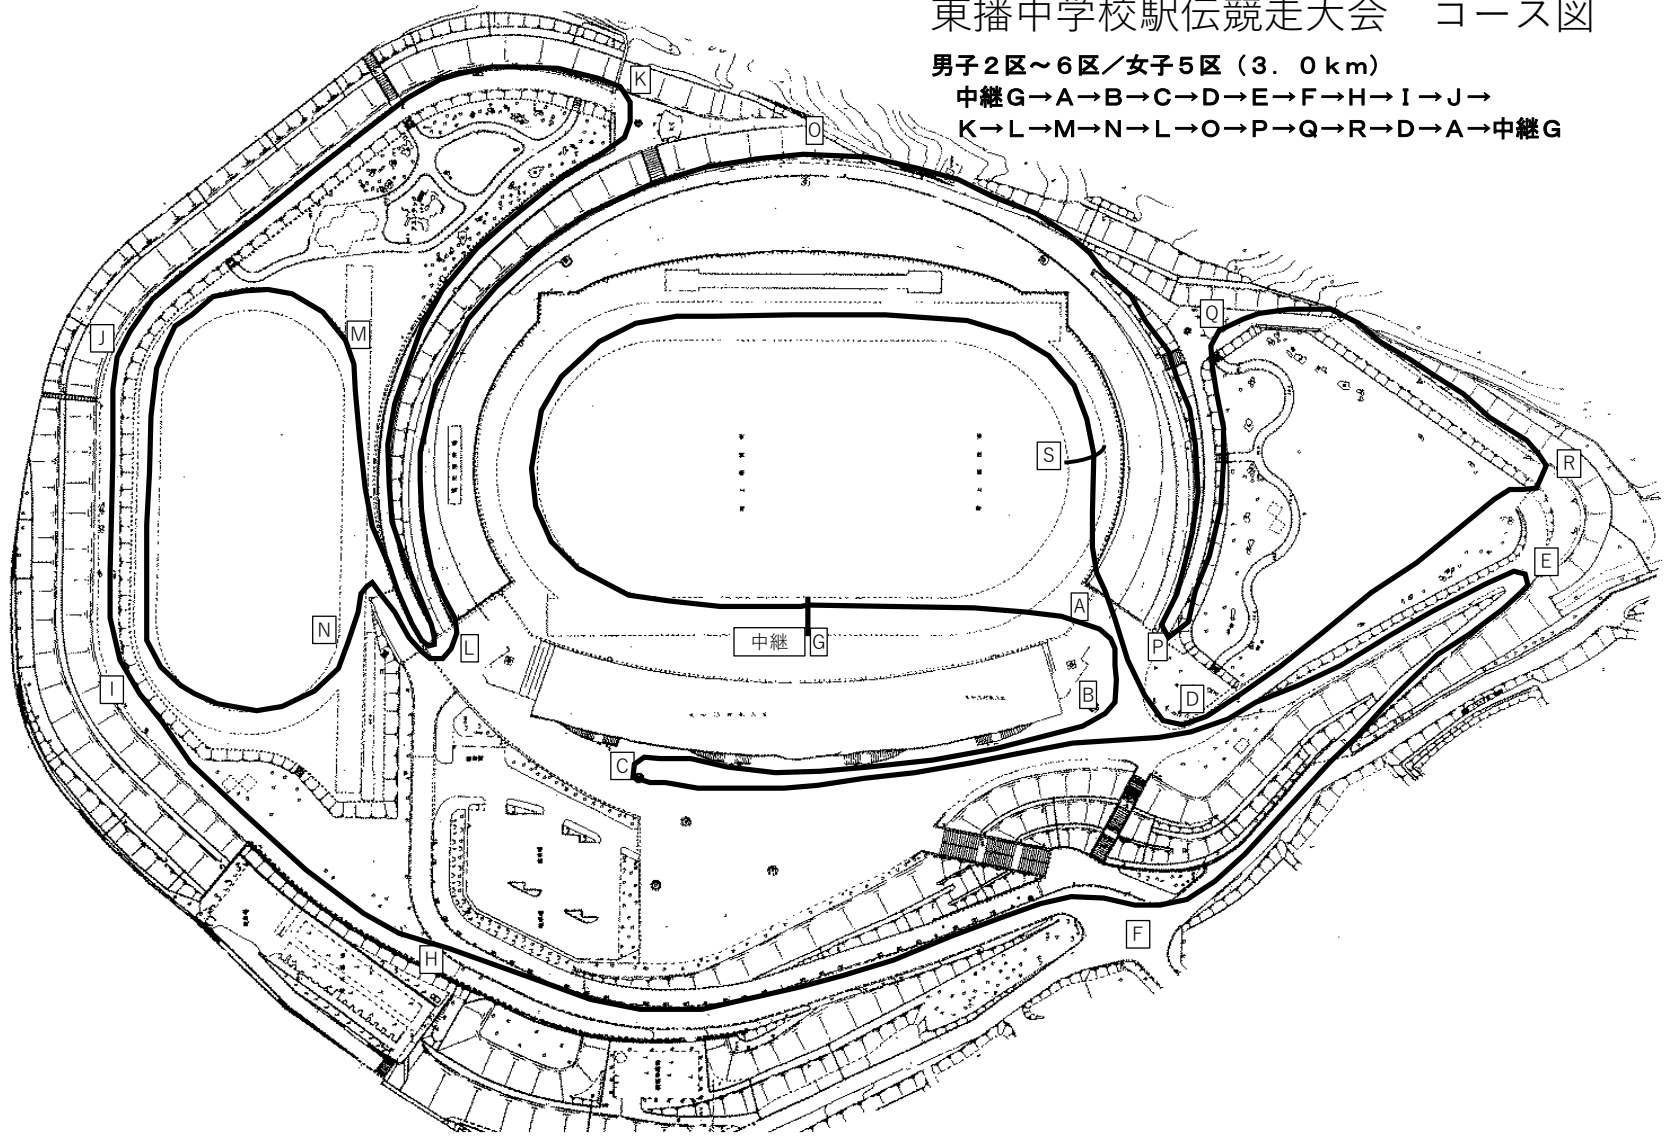 東播中学校駅伝競走大会　コース図
男子２区～６区／女子５区（３．０ｋｍ）
中継Ｇ→Ａ→Ｂ→Ｃ→Ｄ→Ｅ→Ｆ→Ｈ→Ｉ→Ｊ→
Ｋ→Ｌ→Ｍ→Ｎ→Ｌ→Ｏ→Ｐ→Ｑ→Ｒ→Ｄ→Ａ→中継Ｇ
K
O
Q
J
M
S
R
E
A
N
中継 G
L
P
I
B
D
C
F
H